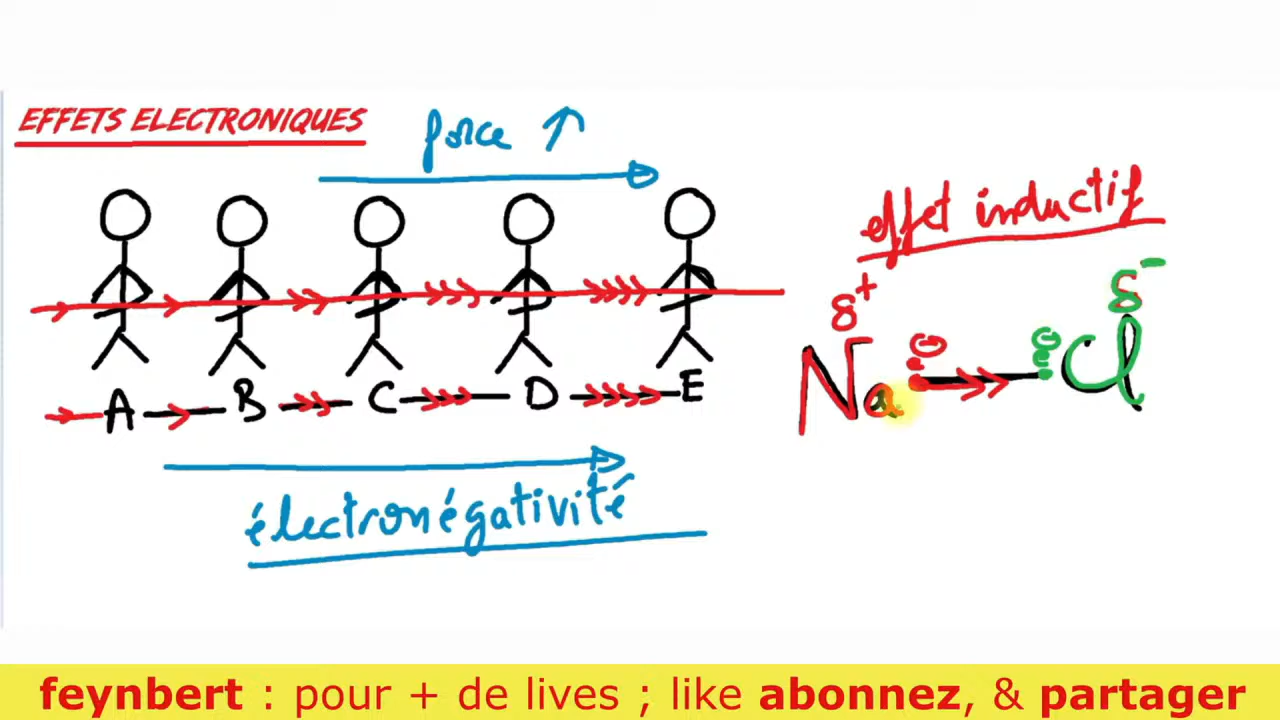 EFFETS ELECTRONIQUES
force ↑
effet inductif
δ+ δ-
Na Cl
A B C D E
électronégativité
feynbert : pour + de lives ; like abonnez, & partager